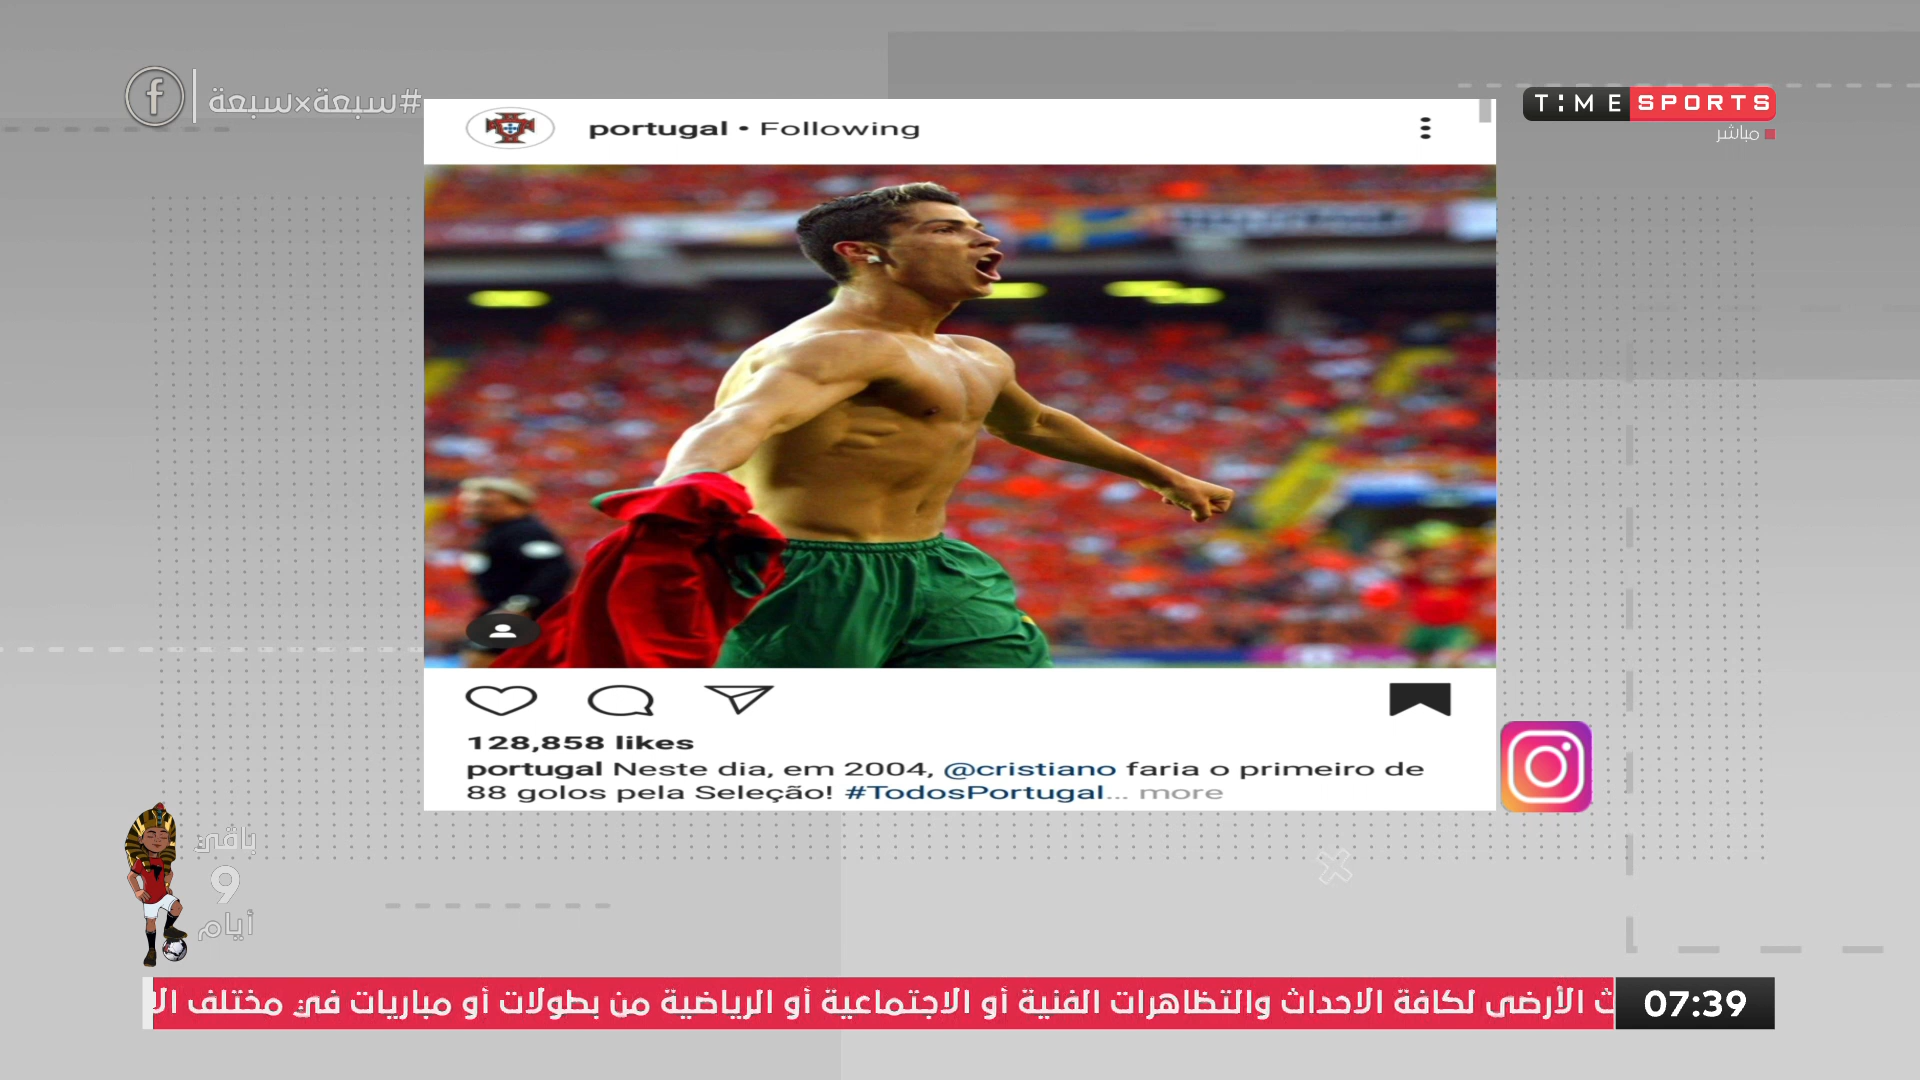 #سبعة×سبعة
TIME SPORTS
مباشر
portugal • Following
128,858 likes
portugal Neste dia, em 2004, @cristiano faria o primeiro de
88 golos pela Seleção! #TodosPortugal... more
باقي
9
أيام
ث الأرضى لكافة الاحداث والتظاهرات الفنية أو الاجتماعية أو الرياضية من بطولات أو مباريات في مختلف الا
07:39